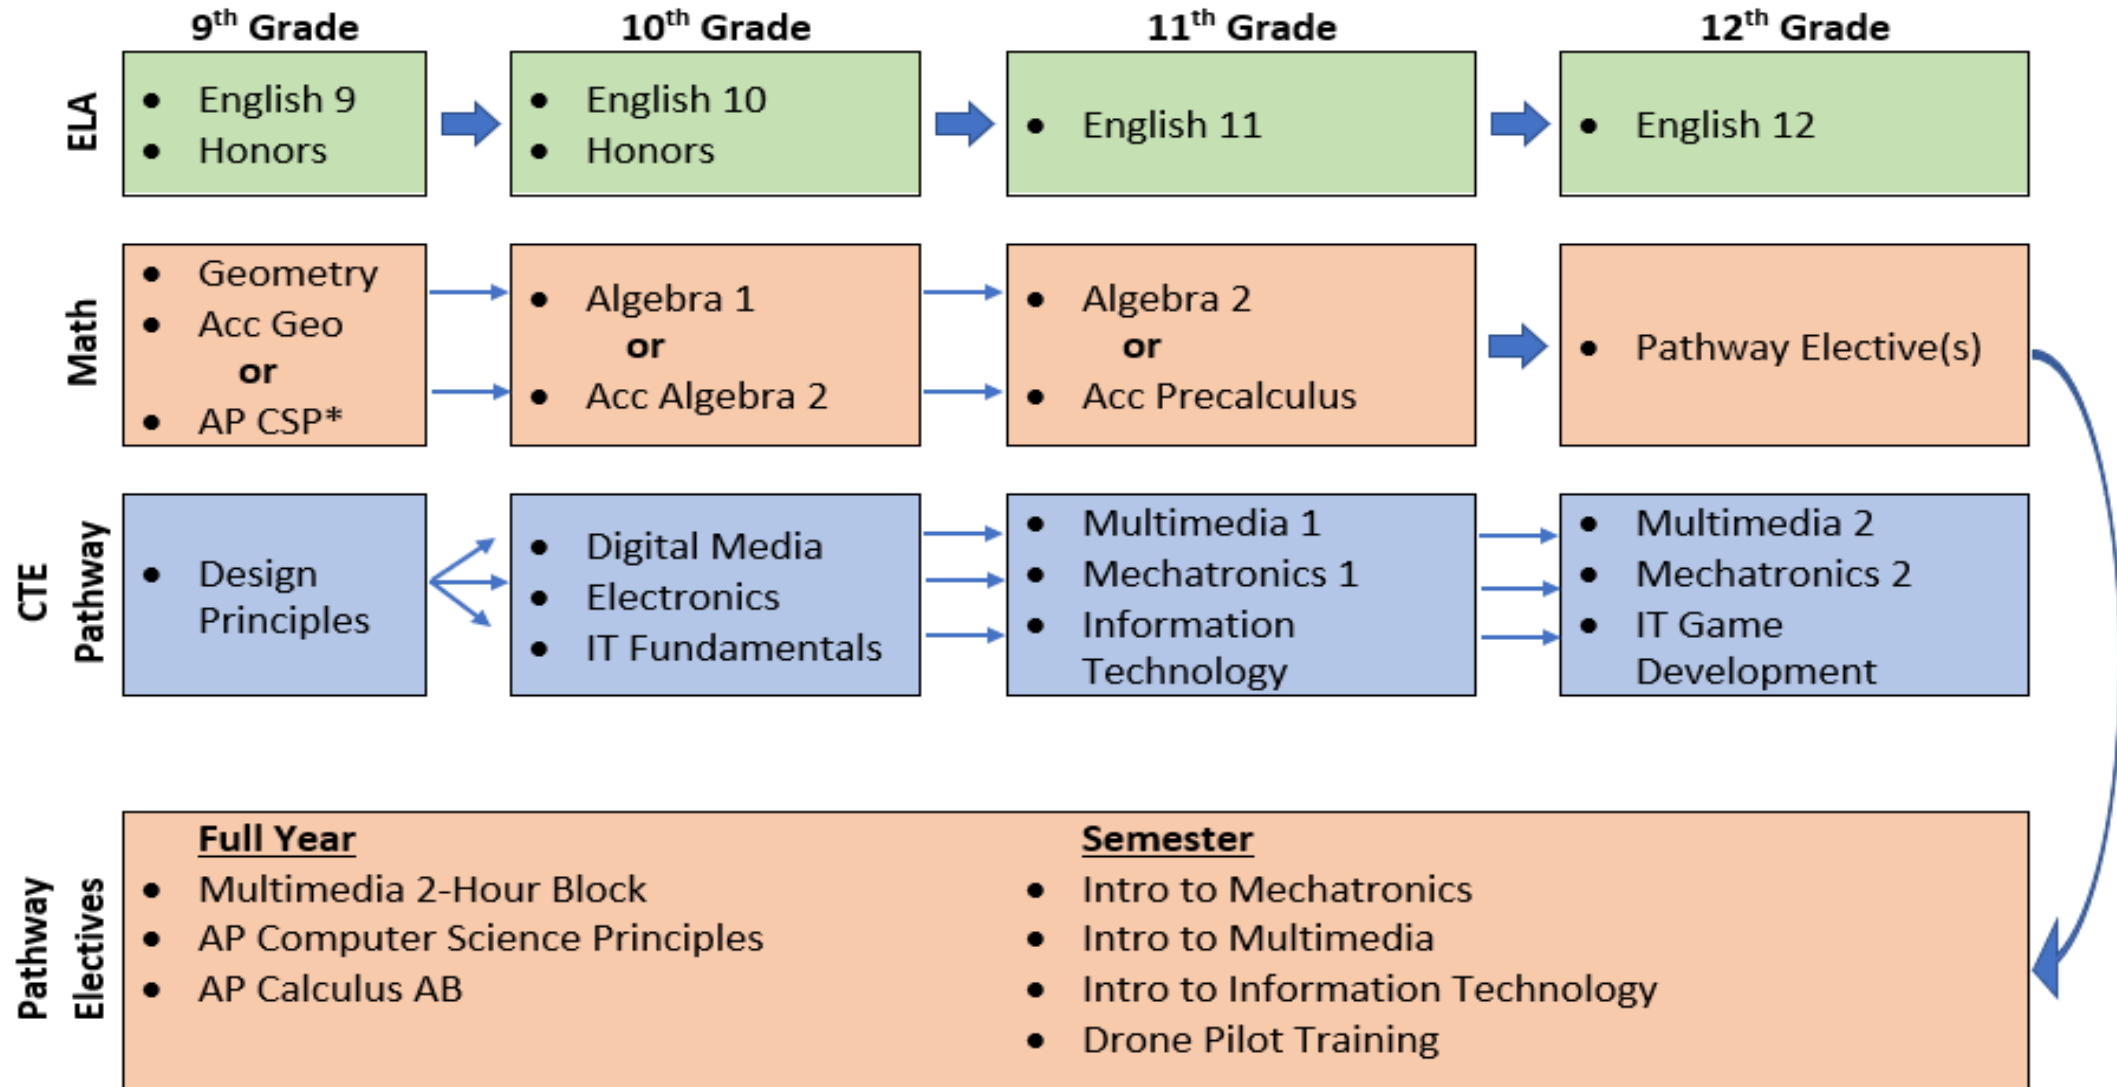 9th Grade
10th Grade
11th Grade
12th Grade
ELA
• English 9
• Honors
• English 10
• Honors
• English 11
• English 12
Math
• Geometry
• Acc Geo
or
• AP CSP*
• Algebra 1
or
• Acc Algebra 2
• Algebra 2
or
• Acc Precalculus
• Pathway Elective(s)
CTE
Pathway
• Design
Principles
• Digital Media
• Electronics
• IT Fundamentals
• Multimedia 1
• Mechatronics 1
• Information
Technology
• Multimedia 2
• Mechatronics 2
• IT Game
Development
Pathway
Electives
Full Year
• Multimedia 2-Hour Block
• AP Computer Science Principles
• AP Calculus AB
Semester
• Intro to Mechatronics
• Intro to Multimedia
• Intro to Information Technology
• Drone Pilot Training